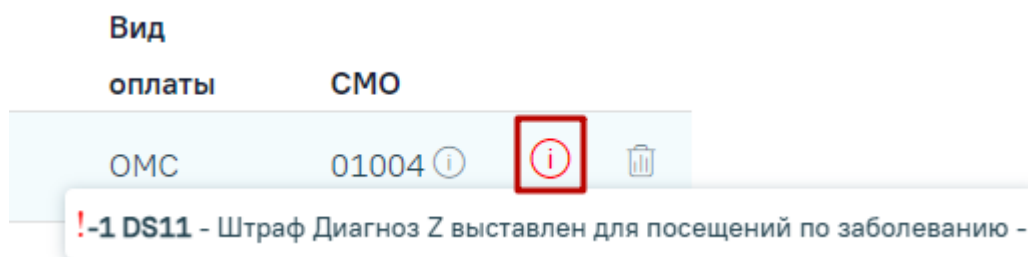 Вид
оплаты СМО
ОМС 01004
!-1 DS11 - Штраф Диагноз Z выставлен для посещений по заболеванию -